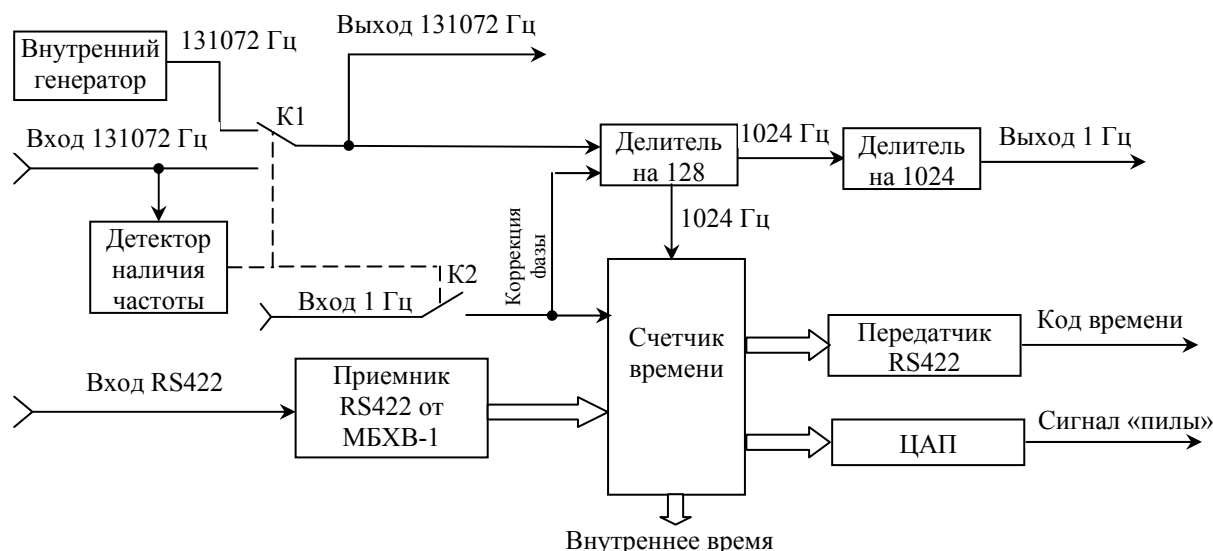 Внутренний
генератор
131072 Гц
Выход 131072 Гц
К1
Вход 131072 Гц
Делитель
на 128
1024 Гц
Делитель
на 1024
Выход 1 Гц
1024 Гц
Детектор
наличия
частоты
К2
Вход 1 Гц
Коррекция
фазы
Счетчик
времени
Передатчик
RS422
Код времени
Вход RS422
Приемник
RS422 от
МБХВ-1
ЦАП
Сигнал «пилы»
Внутреннее время